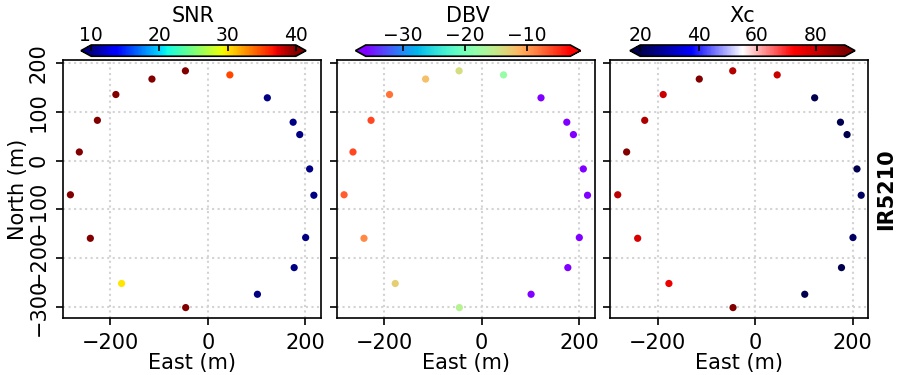 SNR DBV Xc
10 20 30 40 −30 −20 −10 20 40 60 80
200
100
0
−100
−200
−300
North (m)
IR5210
−200 0 200 −200 0 200 −200 0 200
East (m) East (m) East (m)